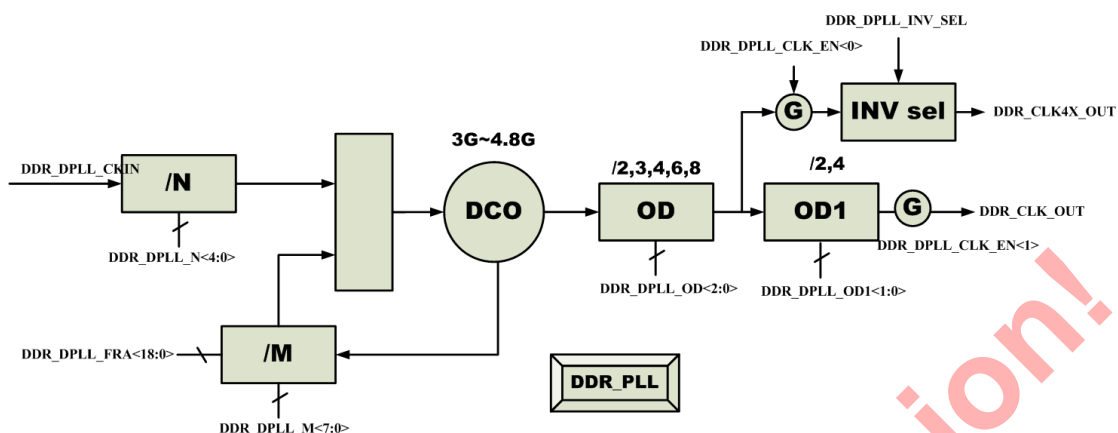 DDR_DPLL_INV_SEL
DDR_DPLL_CLK_EN<0>
G
INV sel
DDR_CLK4X_OUT
3G~4.8G
/2,3,4,6,8
/2,4
DDR_DPLL_CKIN
/N
DCO
OD
OD1
G
DDR_CLK_OUT
DDR_DPLL_N<4:0>
DDR_DPLL_CLK_EN<1>
DDR_DPLL_OD<2:0>
DDR_DPLL_OD1<1:0>
DDR_DPLL_FRA<18:0>
/M
DDR_PLL
DDR_DPLL_M<7:0>
ion!